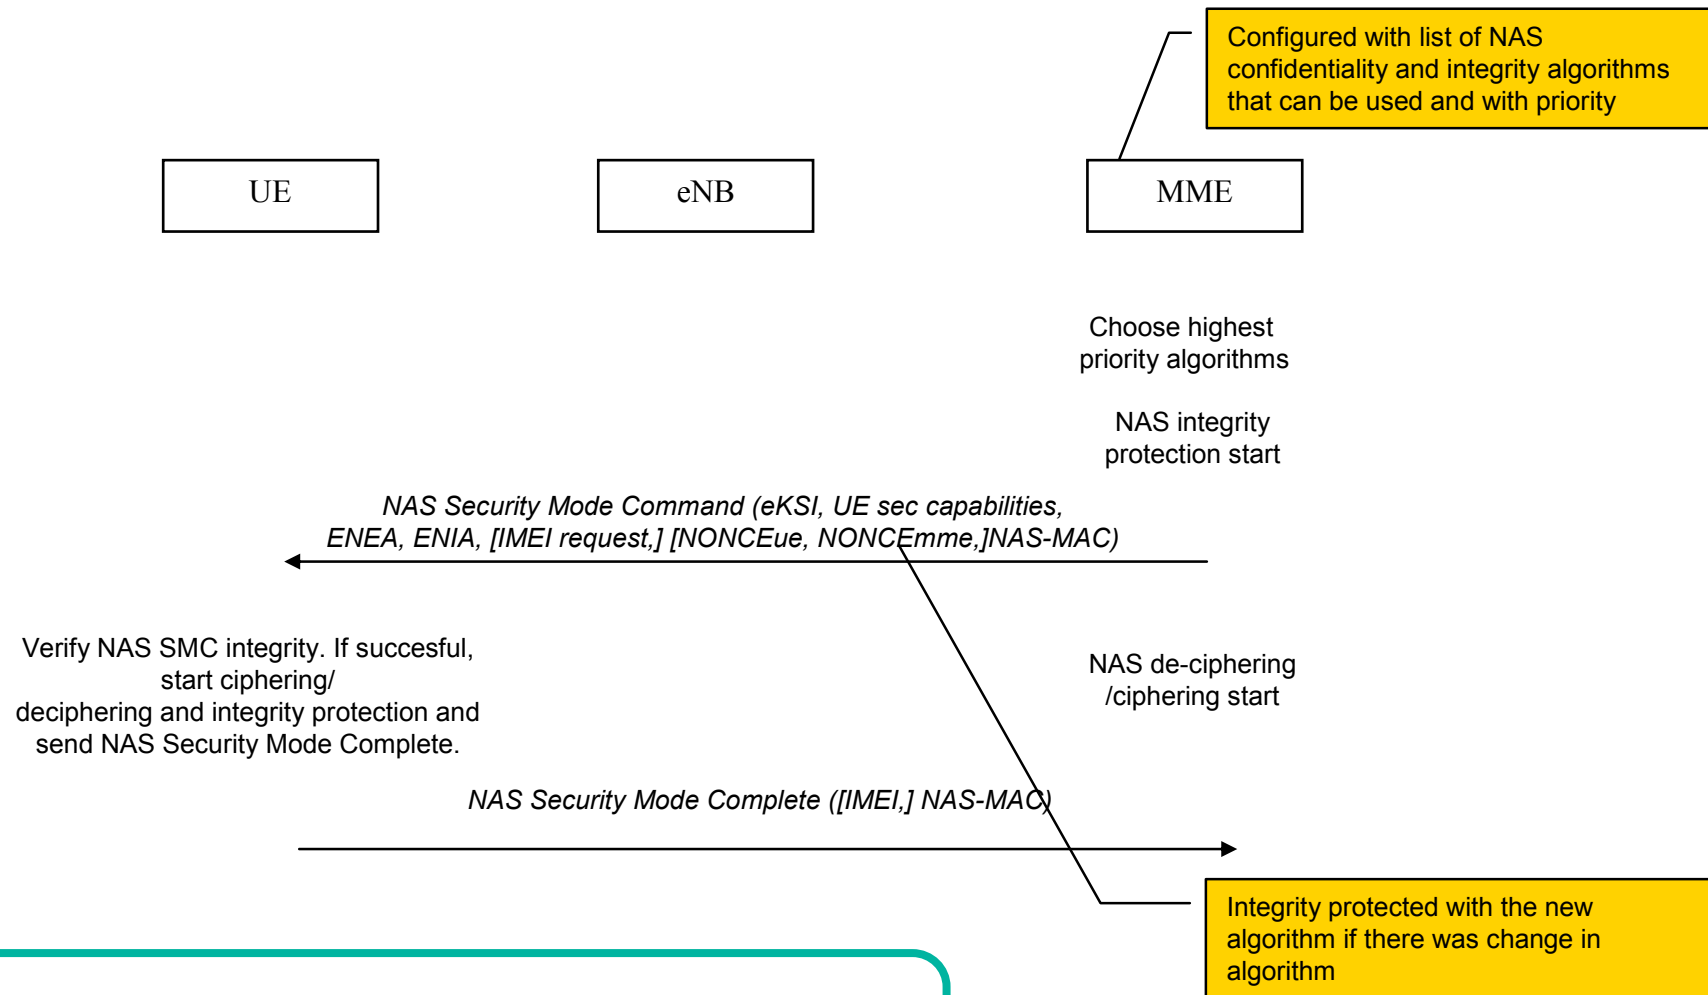 Configured with list of NAS
confidentiality and integrity algorithms
that can be used and with priority
UE
eNB
MME
Choose highest
priority algorithms
NAS integrity
protection start
NAS Security Mode Command (eKSI, UE sec capabilities,
ENEA, ENIA, [IMEI request,] [NONCEue, NONCEmme,]NAS-MAC)
Verify NAS SMC integrity. If succesful,
start ciphering/
deciphering and integrity protection and
send NAS Security Mode Complete.
NAS de-ciphering
/ciphering start
NAS Security Mode Complete ([IMEI,] NAS-MAC)
Integrity protected with the new
algorithm if there was change in
algorithm